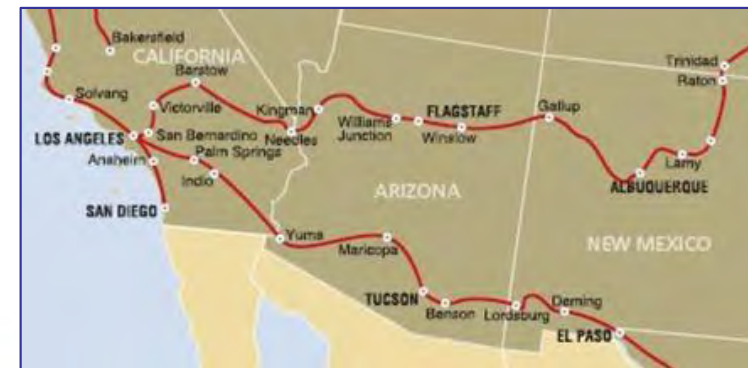 Bakersfield
CALIFORNIA
Barstow
Trinidad
Raton
Solvang
Victorville
Kingman
Williams
Junction
FLAGSTAFF
Gallup
LOS ANGELES
San Bernardino
Needles
Winslow
Anaheim
Palm Springs
Indio
Lamy
ALBUQUERQUE
ARIZONA
SAN DIEGO
Yuma
Maricopa
NEW MEXICO
TUCSON
Benson
Lordsburg
Deming
EL PASO